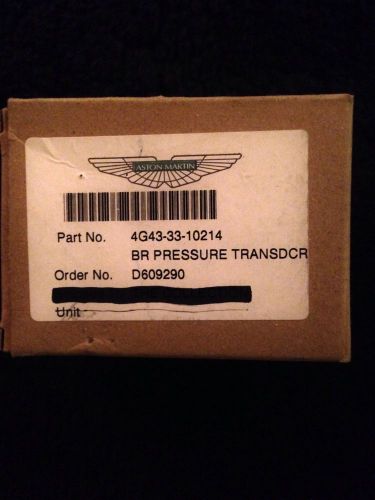 ASTON MARTIN
Part No. 4G43-33-10214
BR PRESSURE TRANSDCR
Order No. D609290
Unit